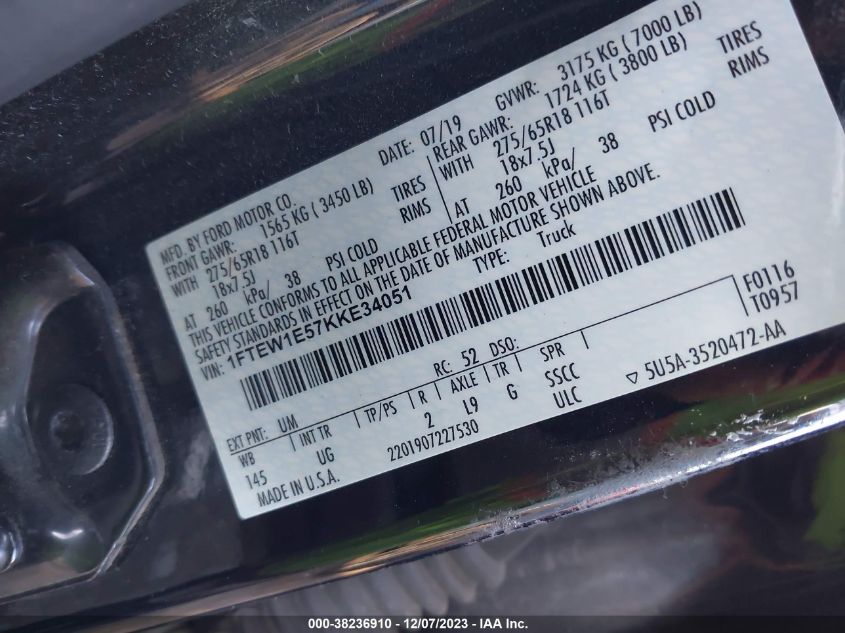 MFD. BY FORD MOTOR CO.
DATE: 07/19 GVWR: 3175 KG ( 7000 LB)
FRONT GAWR: 1565 KG ( 3450 LB)
REAR GAWR: 1724 KG ( 3800 LB)
WITH 275/65R18 116T TIRES
WITH 275/65R18 116T TIRES
18x7.5J RIMS
18x7.5J RIMS
AT 260 kPa/ 38 PSI COLD
AT 260 kPa/ 38 PSI COLD
THIS VEHICLE CONFORMS TO ALL APPLICABLE FEDERAL MOTOR VEHICLE
SAFETY STANDARDS IN EFFECT ON THE DATE OF MANUFACTURE SHOWN ABOVE.
VIN: 1FTEW1E57KKE34051 TYPE: Truck
F0116
T0957
EXT PNT: UM RC: 52 DSO:
WB INT TR TP/PS R AXLE TR SPR
145 UG 2 L9 G SSCC
2201907227530 ULC
MADE IN U.S.A. ▽ 5U5A-3520472-AA
000-38236910 - 12/07/2023 - IAA Inc.